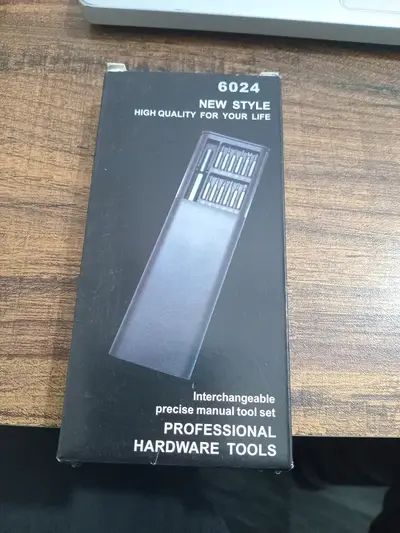 6024
NEW STYLE
HIGH QUALITY FOR YOUR LIFE
Interchangeable
precise manual tool set
PROFESSIONAL
HARDWARE TOOLS